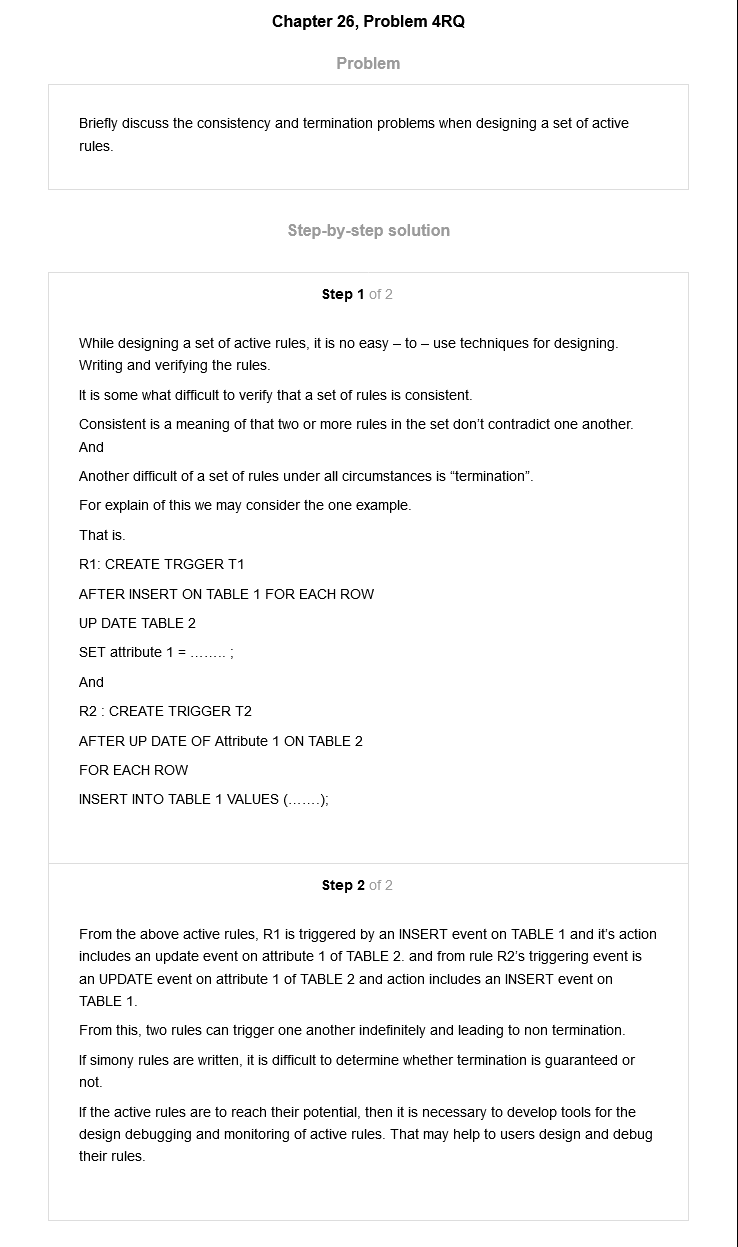 Chapter 26, Problem 4RQ
Problem
Briefly discuss the consistency and termination problems when designing a set of active
rules.
Step-by-step solution
Step 1 of 2
While designing a set of active rules, it is no easy – to – use techniques for designing.
Writing and verifying the rules.
It is some what difficult to verify that a set of rules is consistent.
Consistent is a meaning of that two or more rules in the set don’t contradict one another.
And
Another difficult of a set of rules under all circumstances is “termination”.
For explain of this we may consider the one example.
That is.
R1: CREATE TRGGER T1
AFTER INSERT ON TABLE 1 FOR EACH ROW
UP DATE TABLE 2
SET attribute 1 = …….. ;
And
R2 : CREATE TRIGGER T2
AFTER UP DATE OF Attribute 1 ON TABLE 2
FOR EACH ROW
INSERT INTO TABLE 1 VALUES (…….);
Step 2 of 2
From the above active rules, R1 is triggered by an INSERT event on TABLE 1 and it’s action
includes an update event on attribute 1 of TABLE 2. and from rule R2’s triggering event is
an UPDATE event on attribute 1 of TABLE 2 and action includes an INSERT event on
TABLE 1.
From this, two rules can trigger one another indefinitely and leading to non termination.
If simony rules are written, it is difficult to determine whether termination is guaranteed or
not.
If the active rules are to reach their potential, then it is necessary to develop tools for the
design debugging and monitoring of active rules. That may help to users design and debug
their rules.